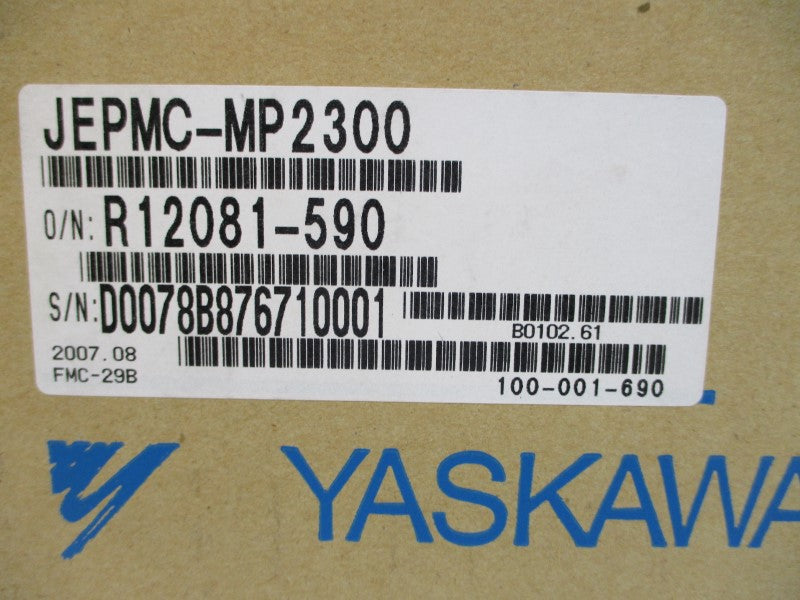 JEPMC-MP2300
O/N: R12081-590
S/N: D0078B876710001
B0102.61
2007.08
FMC-29B
100-001-690
YASKAWA